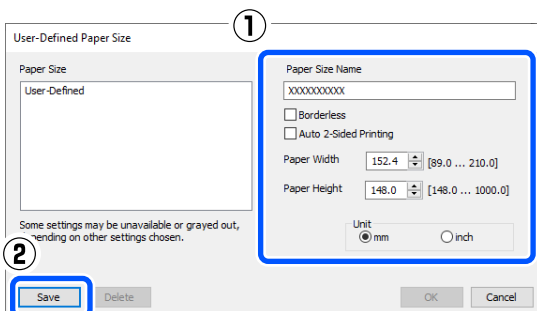 1
User-Defined Paper Size
Paper Size
User-Defined
Paper Size Name
XXXXXXXXXX
Borderless
Auto 2-Sided Printing
Paper Width 152.4 [89.0 ... 210.0]
Paper Height 148.0 [148.0 ... 1000.0]
Unit
mm inch
Some settings may be unavailable or grayed out,
depending on other settings chosen.
2
Save Delete OK Cancel